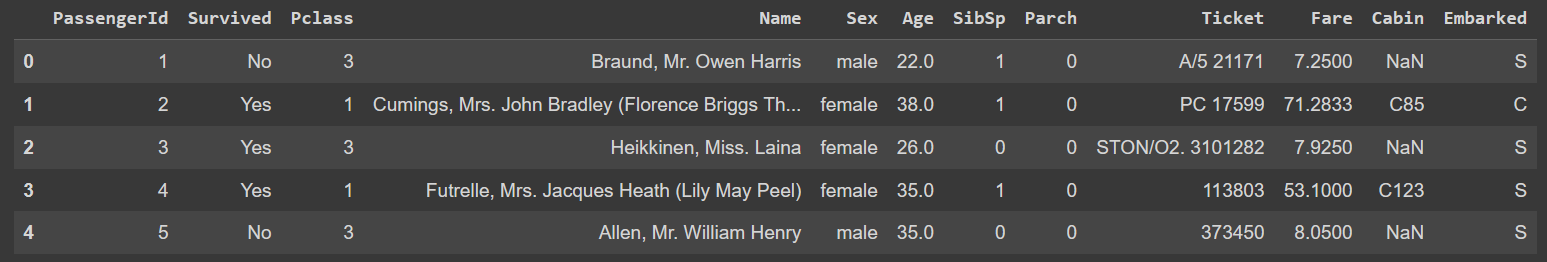 PassengerId Survived Pclass Name Sex Age SibSp Parch Ticket Fare Cabin Embarked
0 1 No 3 Braund, Mr. Owen Harris male 22.0 1 0 A/5 21171 7.2500 NaN S
1 2 Yes 1 Cumings, Mrs. John Bradley (Florence Briggs Th... female 38.0 1 0 PC 17599 71.2833 C85 C
2 3 Yes 3 Heikkinen, Miss. Laina female 26.0 0 0 STON/O2. 3101282 7.9250 NaN S
3 4 Yes 1 Futrelle, Mrs. Jacques Heath (Lily May Peel) female 35.0 1 0 113803 53.1000 C123 S
4 5 No 3 Allen, Mr. William Henry male 35.0 0 0 373450 8.0500 NaN S